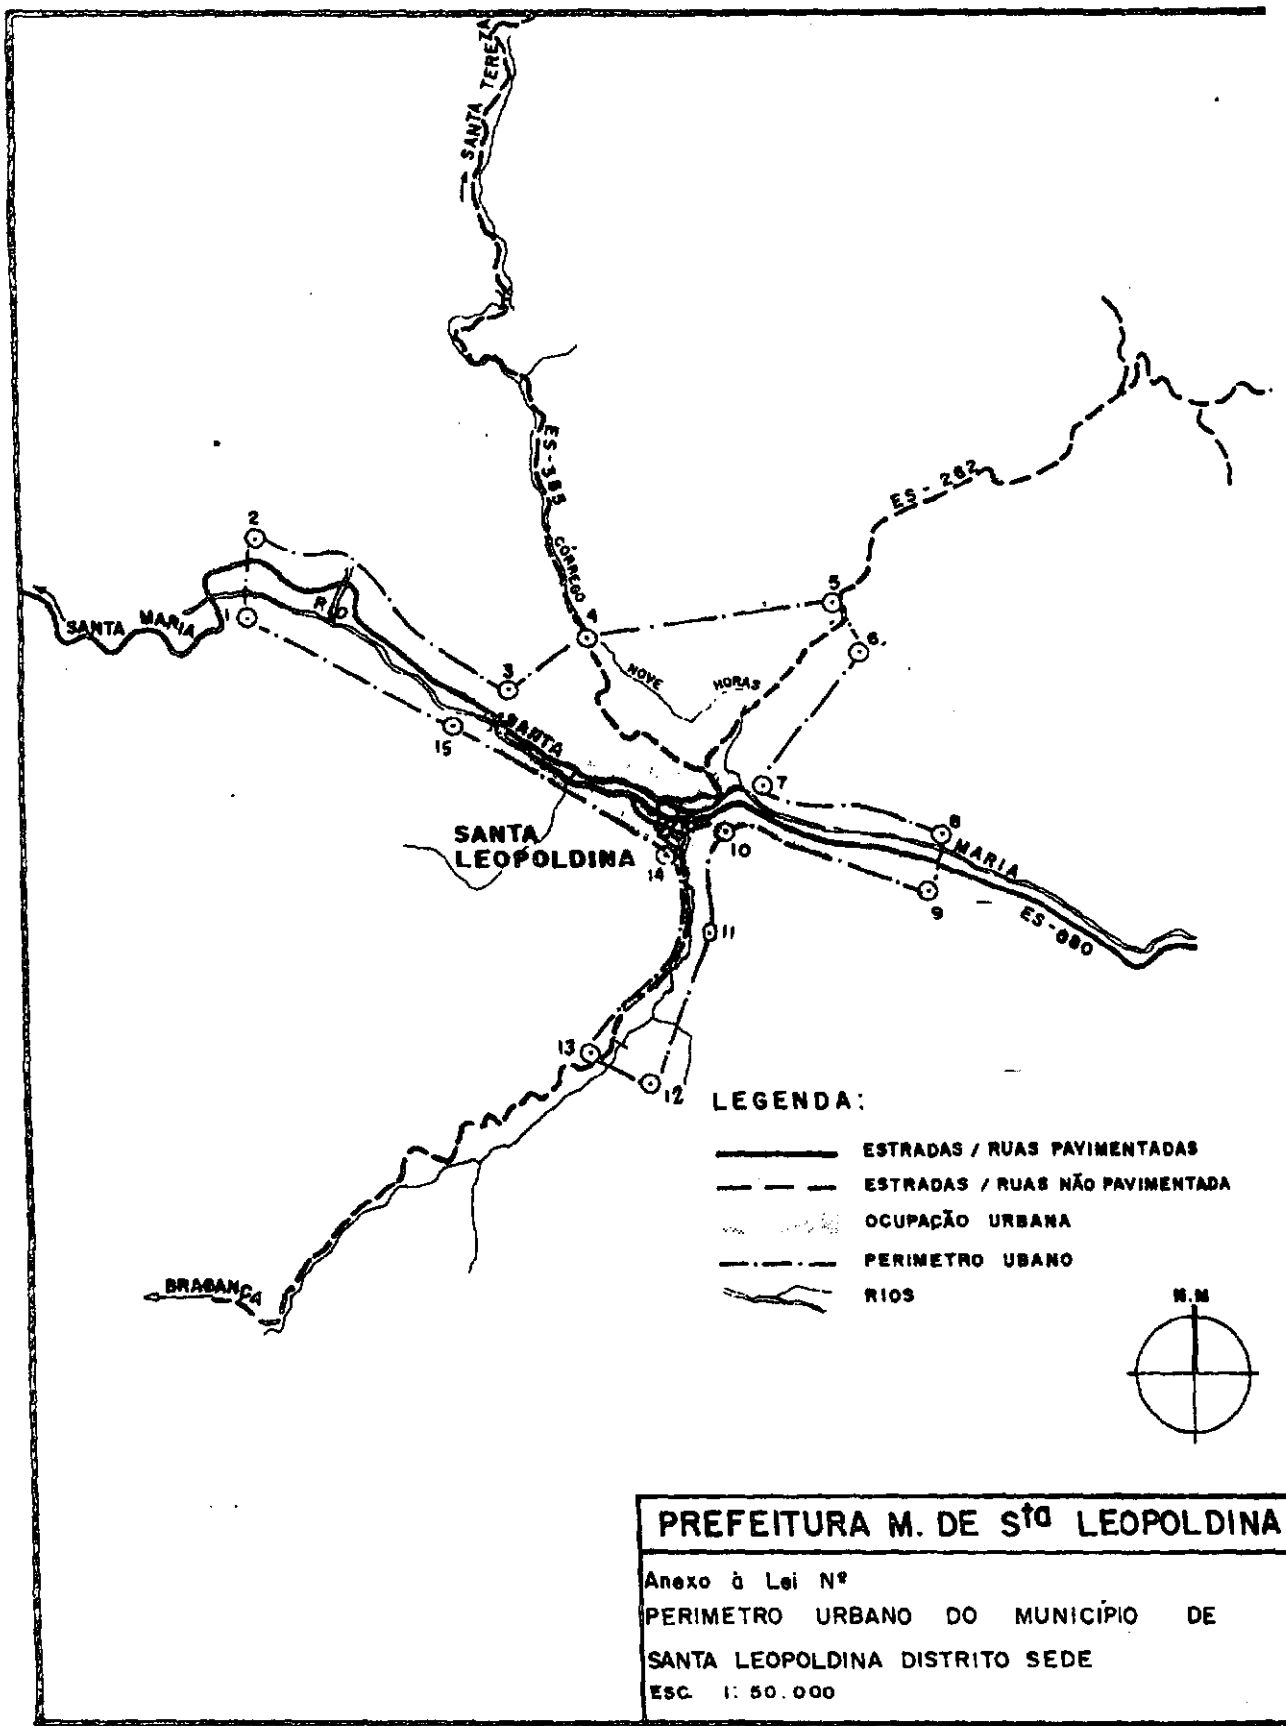 SANTA TEREZA
ES-355
CÓRREGO
ES-262
2
1
SANTA MARIA
RIO
3
4
5
6
NOVE HORAS
15
SANTA
7
SANTA
LEOPOLDINA
14
10
8
MARIA
9
ES-080
11
13
12
BRAGANÇA
LEGENDA:
ESTRADAS / RUAS PAVIMENTADAS
ESTRADAS / RUAS NÃO PAVIMENTADA
OCUPAÇÃO URBANA
PERIMETRO UBANO
RIOS
N.M
PREFEITURA M. DE Sta LEOPOLDINA
Anexo à Lei Nº
PERIMETRO URBANO DO MUNICÍPIO DE
SANTA LEOPOLDINA DISTRITO SEDE
ESC. 1: 50.000